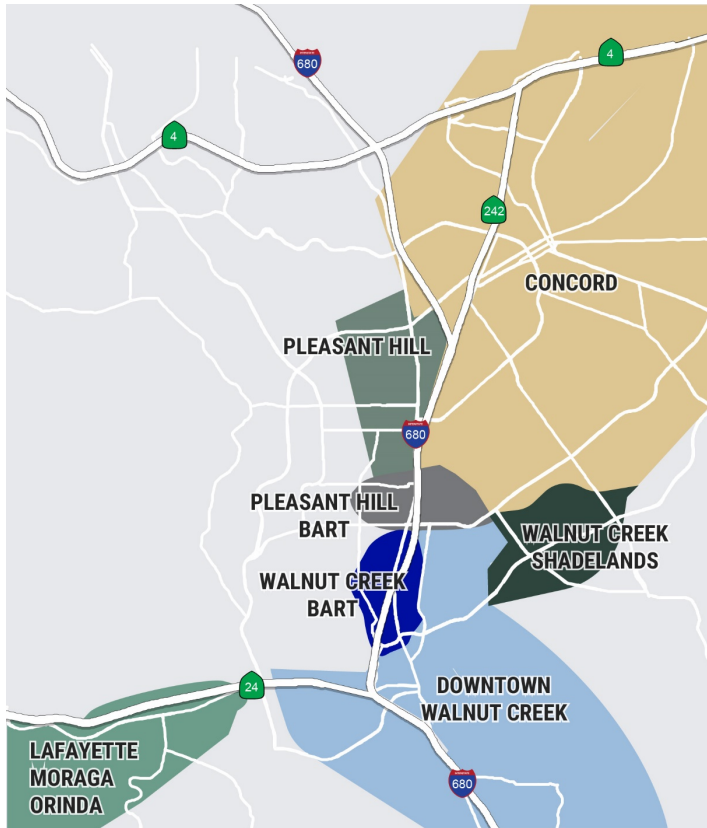 680
4
4
242
CONCORD
PLEASANT HILL
680
PLEASANT HILL
BART
WALNUT CREEK
SHADELANDS
WALNUT CREEK
BART
24
DOWNTOWN
WALNUT CREEK
LAFAYETTE
MORAGA
ORINDA
680